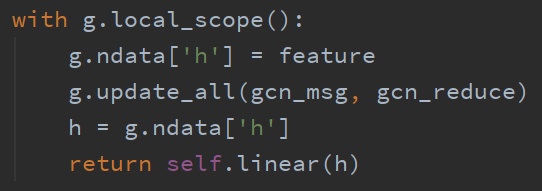 with g.local_scope():
    g.ndata['h'] = feature
    g.update_all(gcn_msg, gcn_reduce)
    h = g.ndata['h']
    return self.linear(h)